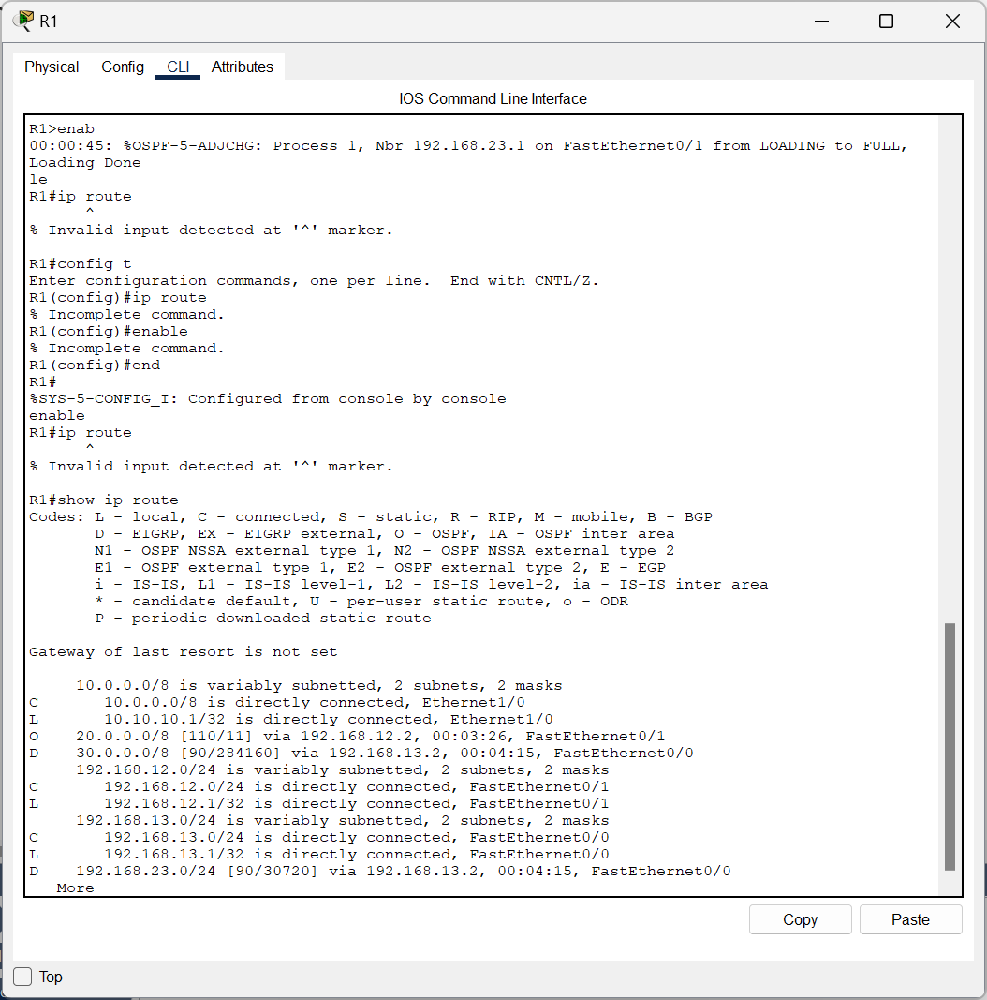 R1
Physical Config CLI Attributes
IOS Command Line Interface
R1>enab
00:00:45: %OSPF-5-ADJCHG: Process 1, Nbr 192.168.23.1 on FastEthernet0/1 from LOADING to FULL,
Loading Done
le
R1#ip route
^
% Invalid input detected at '^' marker.
R1#config t
Enter configuration commands, one per line. End with CNTL/Z.
R1(config)#ip route
% Incomplete command.
R1(config)#enable
% Incomplete command.
R1(config)#end
R1#
%SYS-5-CONFIG_I: Configured from console by console
enable
R1#ip route
^
% Invalid input detected at '^' marker.
R1#show ip route
Codes: L - local, C - connected, S - static, R - RIP, M - mobile, B - BGP
D - EIGRP, EX - EIGRP external, O - OSPF, IA - OSPF inter area
N1 - OSPF NSSA external type 1, N2 - OSPF NSSA external type 2
E1 - OSPF external type 1, E2 - OSPF external type 2, E - EGP
i - IS-IS, L1 - IS-IS level-1, L2 - IS-IS level-2, ia - IS-IS inter area
* - candidate default, U - per-user static route, o - ODR
P - periodic downloaded static route
Gateway of last resort is not set
10.0.0.0/8 is variably subnetted, 2 subnets, 2 masks
C 10.0.0.0/8 is directly connected, Ethernet1/0
L 10.10.10.1/32 is directly connected, Ethernet1/0
O 20.0.0.0/8 [110/11] via 192.168.12.2, 00:03:26, FastEthernet0/1
D 30.0.0.0/8 [90/284160] via 192.168.13.2, 00:04:15, FastEthernet0/0
192.168.12.0/24 is variably subnetted, 2 subnets, 2 masks
C 192.168.12.0/24 is directly connected, FastEthernet0/1
L 192.168.12.1/32 is directly connected, FastEthernet0/1
192.168.13.0/24 is variably subnetted, 2 subnets, 2 masks
C 192.168.13.0/24 is directly connected, FastEthernet0/0
L 192.168.13.1/32 is directly connected, FastEthernet0/0
D 192.168.23.0/24 [90/30720] via 192.168.13.2, 00:04:15, FastEthernet0/0
--More--
Copy Paste
Top